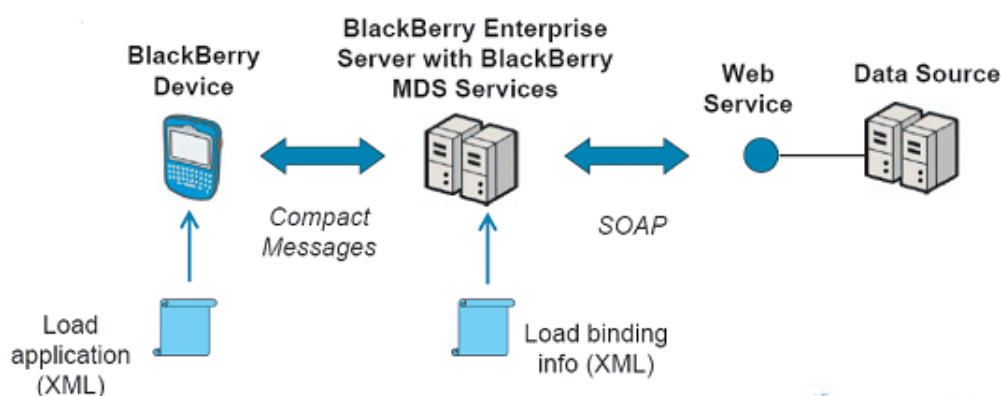 BlackBerry
Device
BlackBerry Enterprise
Server with BlackBerry
MDS Services
Web
Service
Data Source
Compact
Messages
SOAP
Load
application
(XML)
Load binding
info (XML)